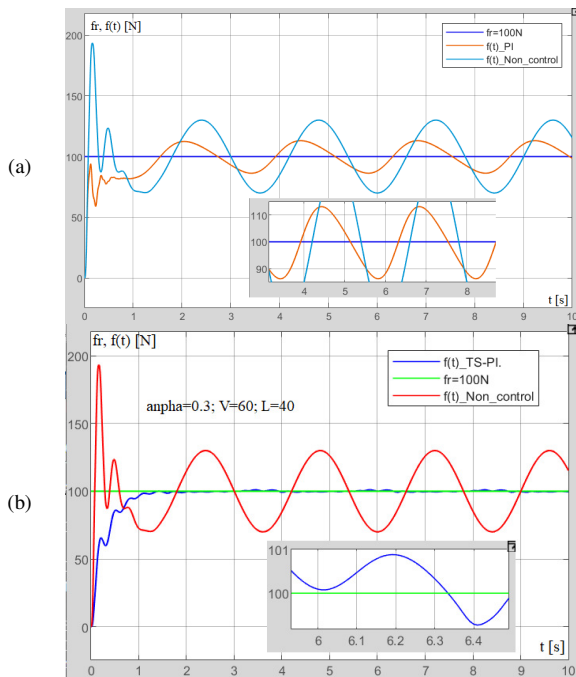 fr, f(t) [N]
200
150
100
50
0
fr=100N
f(t)_PI
f(t)_Non_control
(a)
110
100
90
4 5 6 7 8
t [s]
0 1 2 3 4 5 6 7 8 9 10
fr, f(t) [N]
200
150
100
50
0
f(t)_TS-PI.
fr=100N
f(t)_Non_control
anpha=0.3; V=60; L=40
(b)
101
100
6 6.1 6.2 6.3 6.4
t [s]
0 1 2 3 4 5 6 7 8 9 10